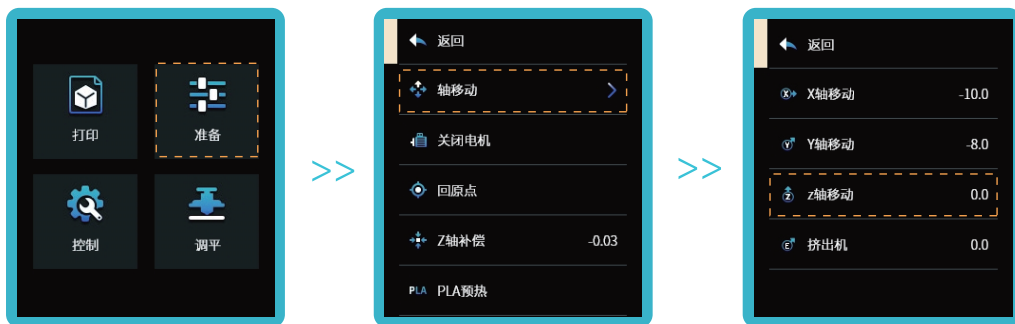 打印
准备
控制
调平
>>
返回
轴移动
关闭电机
回原点
Z轴补偿 -0.03
PLA PLA预热
>>
返回
X X轴移动 -10.0
Y Y轴移动 -8.0
Z z轴移动 0.0
E 挤出机 0.0